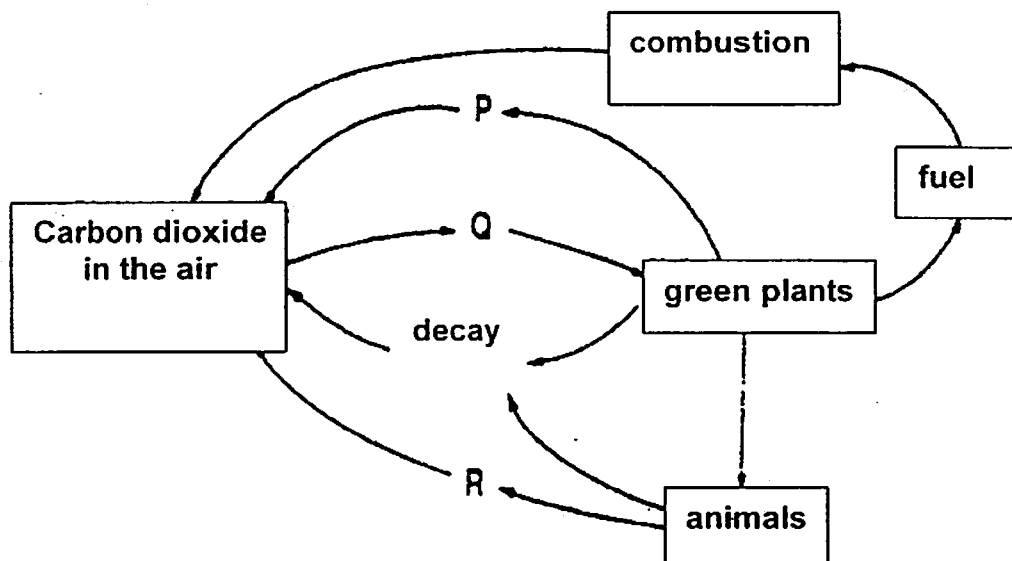 combustion
P
fuel
Carbon dioxide
in the air
Q
green plants
decay
R
animals